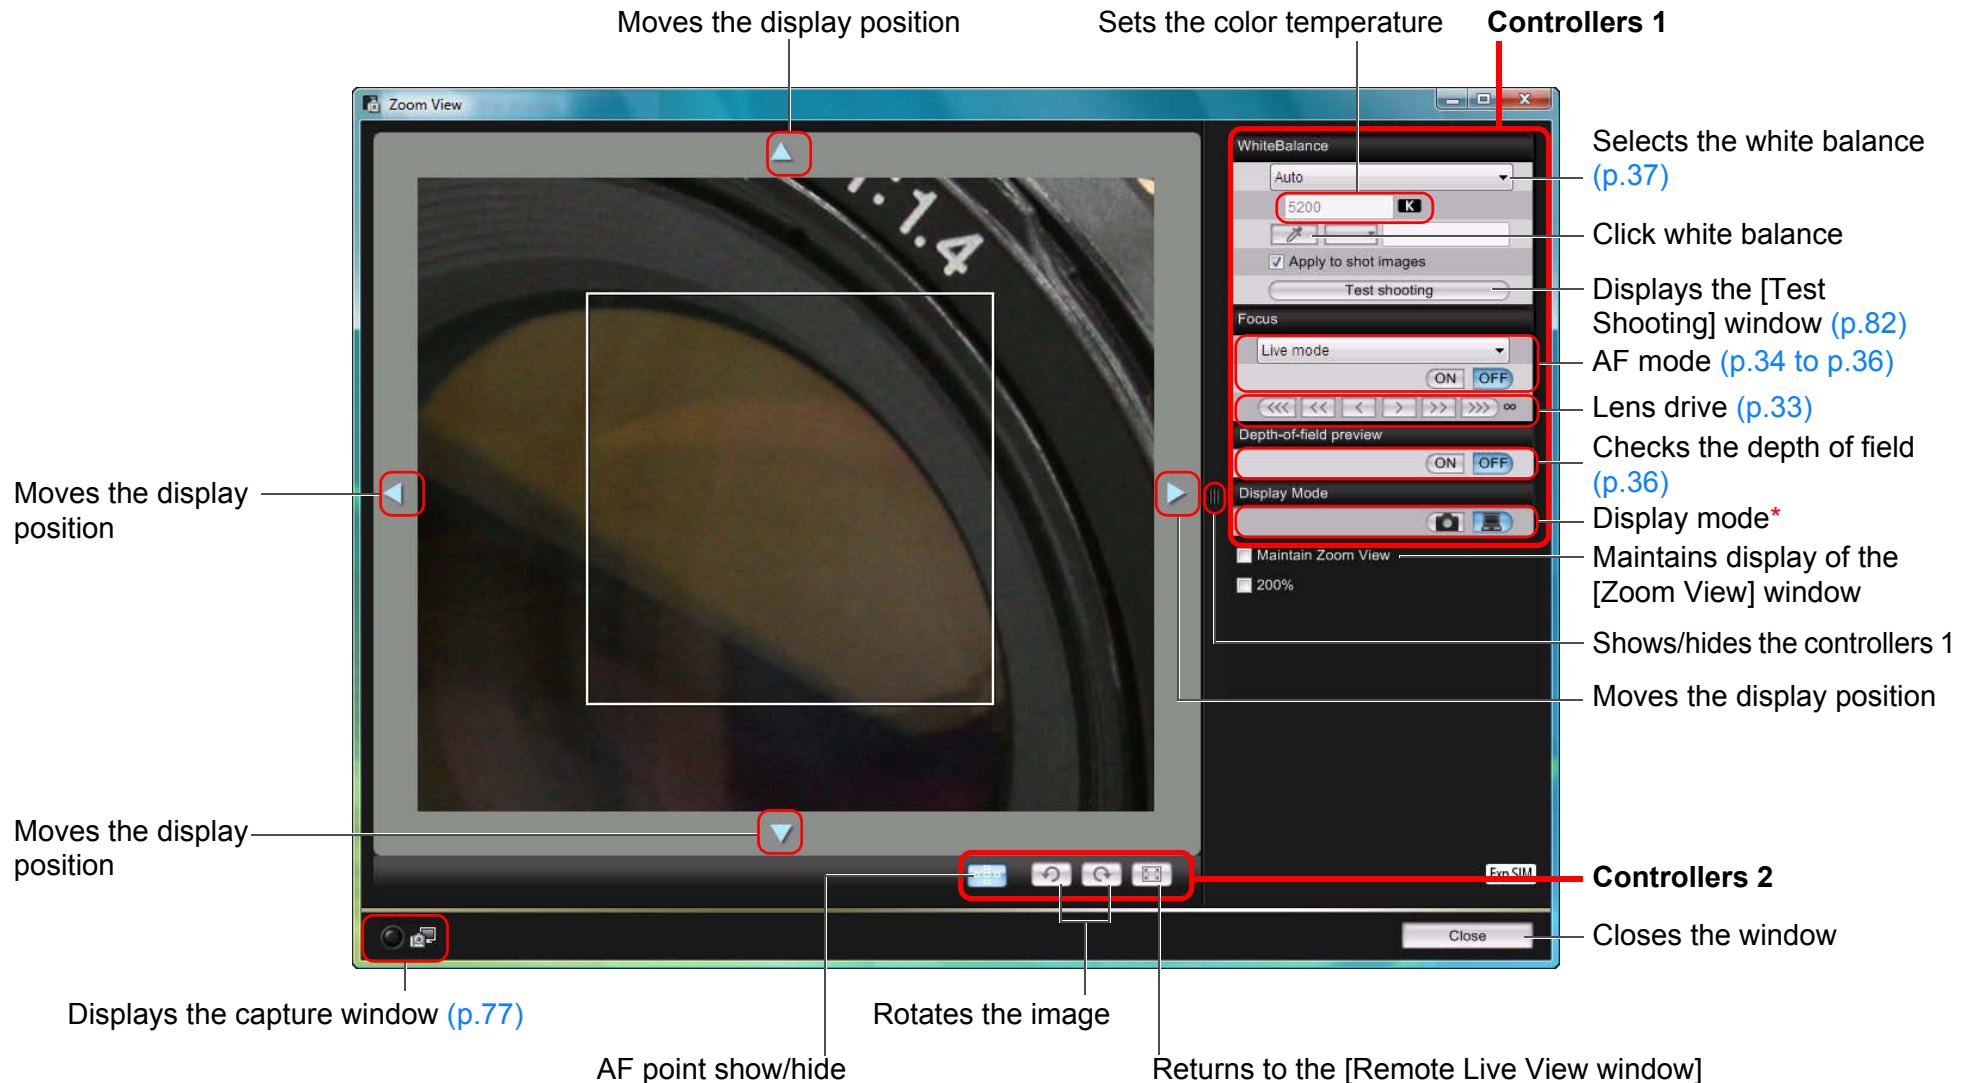 Moves the display position
Sets the color temperature
Controllers 1
Zoom View
WhiteBalance
Auto
5200 K
Apply to shot images
Test shooting
Focus
Live mode
ON OFF
<<< << < > >> >>> ∞
Depth-of-field preview
ON OFF
Display Mode
Maintain Zoom View
200%
1:1.4
Selects the white balance
(p.37)
Click white balance
Displays the [Test
Shooting] window (p.82)
AF mode (p.34 to p.36)
Lens drive (p.33)
Checks the depth of field
(p.36)
Display mode*
Maintains display of the
[Zoom View] window
Shows/hides the controllers 1
Moves the display position
Moves the display
position
Moves the display
position
Exp.SIM
Controllers 2
Close
Closes the window
Displays the capture window (p.77)
Rotates the image
AF point show/hide
Returns to the [Remote Live View window]